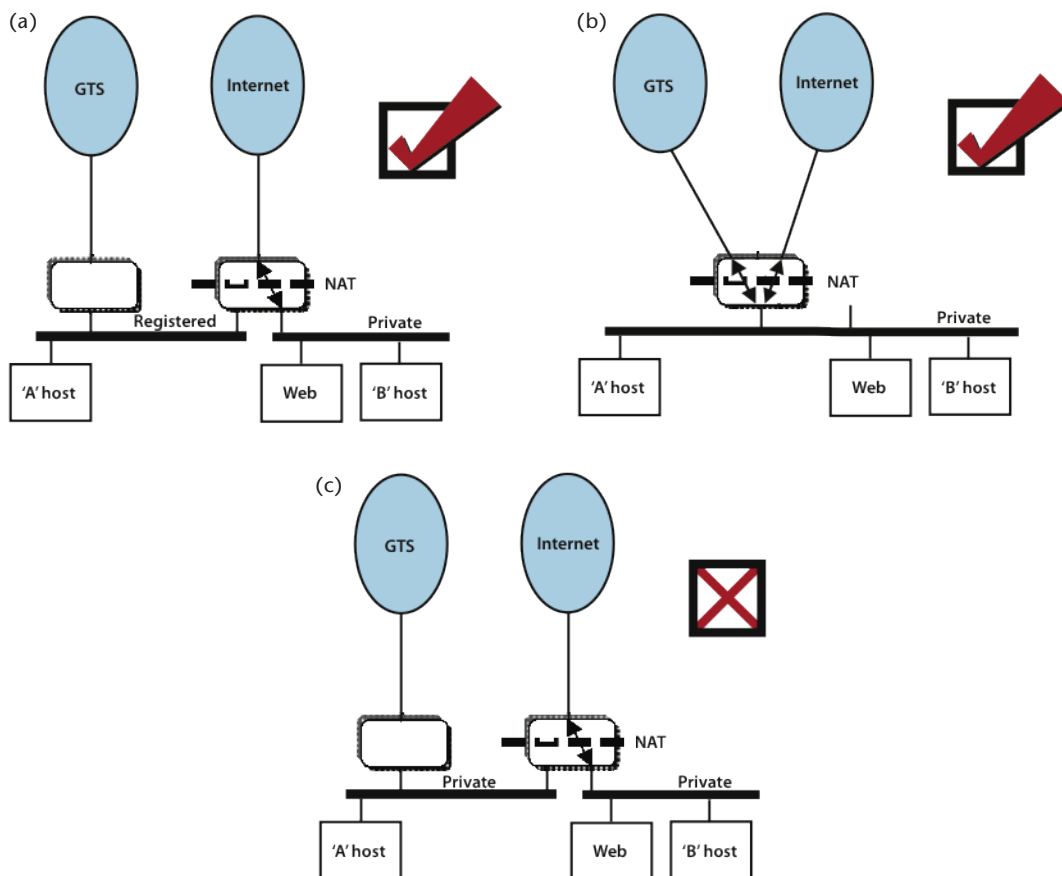 (a)
GTS
Internet
NAT
Registered
Private
'A' host
Web
'B' host
(b)
GTS
Internet
NAT
Private
'A' host
Web
'B' host
(c)
GTS
Internet
NAT
Private
Private
'A' host
Web
'B' host